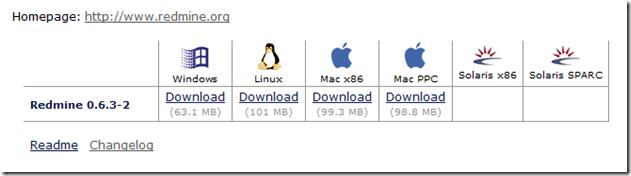 Homepage: http://www.redmine.org
Windows Linux Mac x86 Mac PPC Solaris x86 Solaris SPARC
Redmine 0.6.3-2 Download Download Download Download
(63.1 MB) (101 MB) (99.3 MB) (98.8 MB)
Readme Changelog